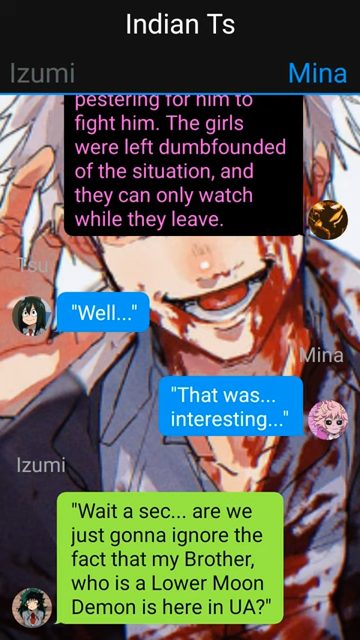 Indian Ts
Izumi
Mina
pestering for him to
fight him. The girls
were left dumbfounded
of the situation, and
they can only watch
while they leave.
Tsu
"Well..."
Mina
"That was...
interesting..."
Izumi
"Wait a sec... are we
just gonna ignore the
fact that my Brother,
who is a Lower Moon
Demon is here in UA?"